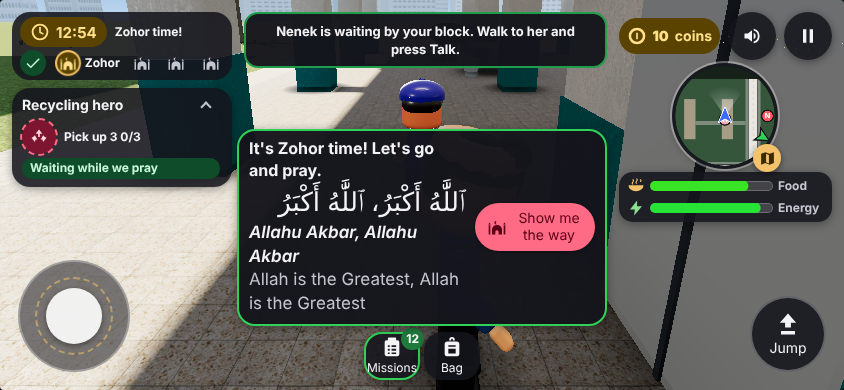 12:54 Zohor time!
Zohor
Recycling hero
Pick up 3 0/3
Waiting while we pray
Nenek is waiting by your block. Walk to her and
press Talk.
10 coins
N
Food
Energy
It's Zohor time! Let's go
and pray.
ٱللَّهُ أَكْبَرُ، ٱللَّهُ أَكْبَرُ
Allahu Akbar, Allahu
Akbar
Allah is the Greatest, Allah
is the Greatest
Show me
the way
12
Missions
Bag
Jump